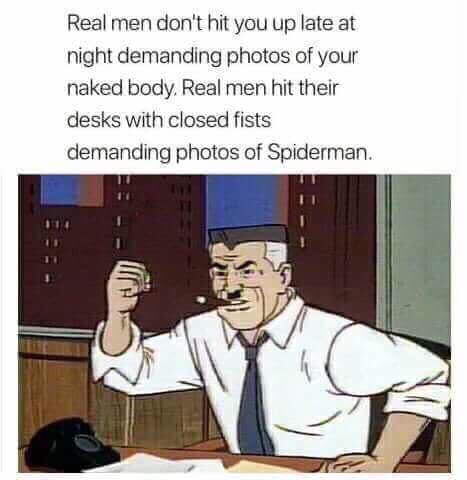 Real men don't hit you up late at
night demanding photos of your
naked body. Real men hit their
desks with closed fists
demanding photos of Spiderman.